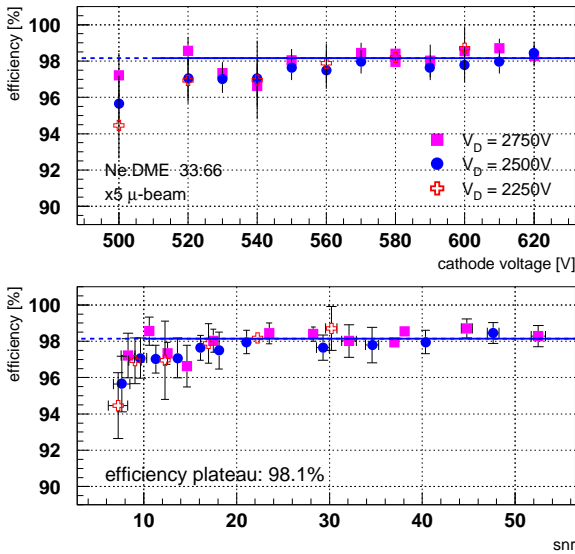 efficiency [%]
100
98
96
94
92
90
V_D = 2750V
V_D = 2500V
V_D = 2250V
Ne:DME 33:66
x5 μ-beam
500 520 540 560 580 600 620
cathode voltage [V]
efficiency [%]
100
98
96
94
92
90
efficiency plateau: 98.1%
10 20 30 40 50
snr